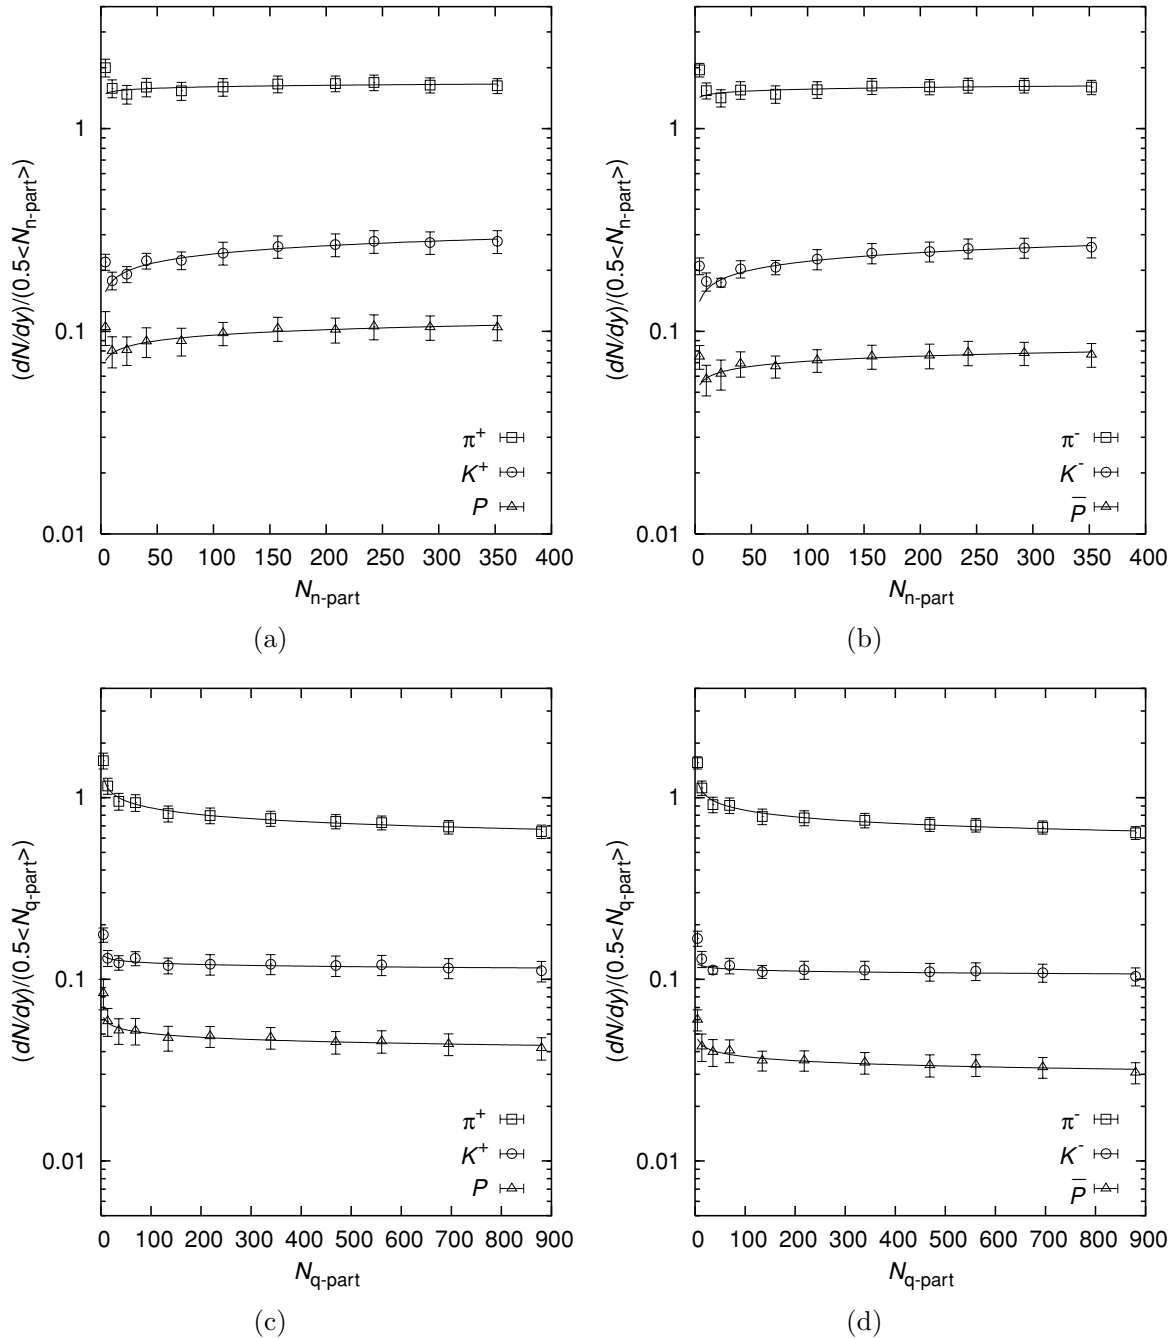 (dN/dy)/(0.5<N_n-part>)
1
0.1
0.01
π⁺
K⁺
P
0 50 100 150 200 250 300 350 400
N_n-part
(a)
(dN/dy)/(0.5<N_n-part>)
1
0.1
0.01
π⁻
K⁻
P̅
0 50 100 150 200 250 300 350 400
N_n-part
(b)
(dN/dy)/(0.5<N_q-part>)
1
0.1
0.01
π⁺
K⁺
P
0 100 200 300 400 500 600 700 800 900
N_q-part
(c)
(dN/dy)/(0.5<N_q-part>)
1
0.1
0.01
π⁻
K⁻
P̅
0 100 200 300 400 500 600 700 800 900
N_q-part
(d)